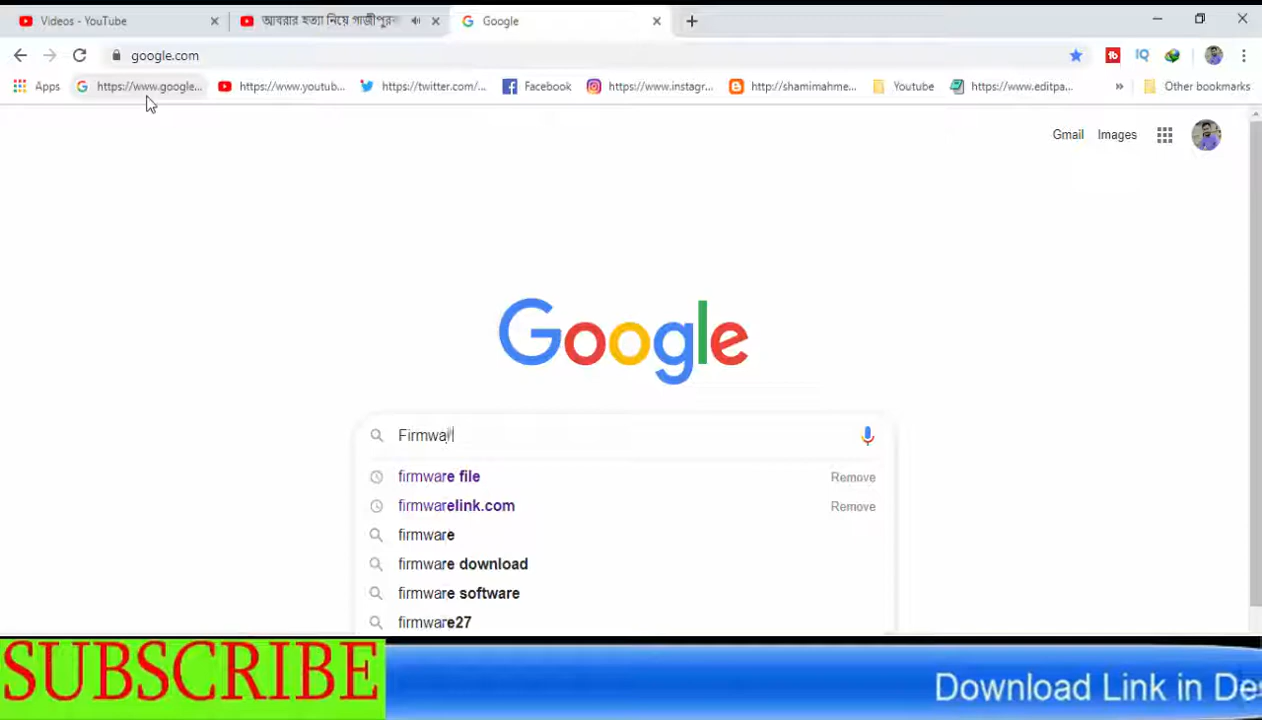 Videos - YouTube
আবরার হত্যা নিয়ে গাজীপুর
Google
google.com
Apps
https://www.google...
https://www.youtub...
https://twitter.com/...
Facebook
https://www.instagr...
http://shamimahme...
Youtube
https://www.editpa...
»
Other bookmarks
Gmail
Images
Google
firmware file
Remove
firmwarelink.com
Remove
firmware
firmware download
firmware software
firmware27
SUBSCRIBE
Download Link in